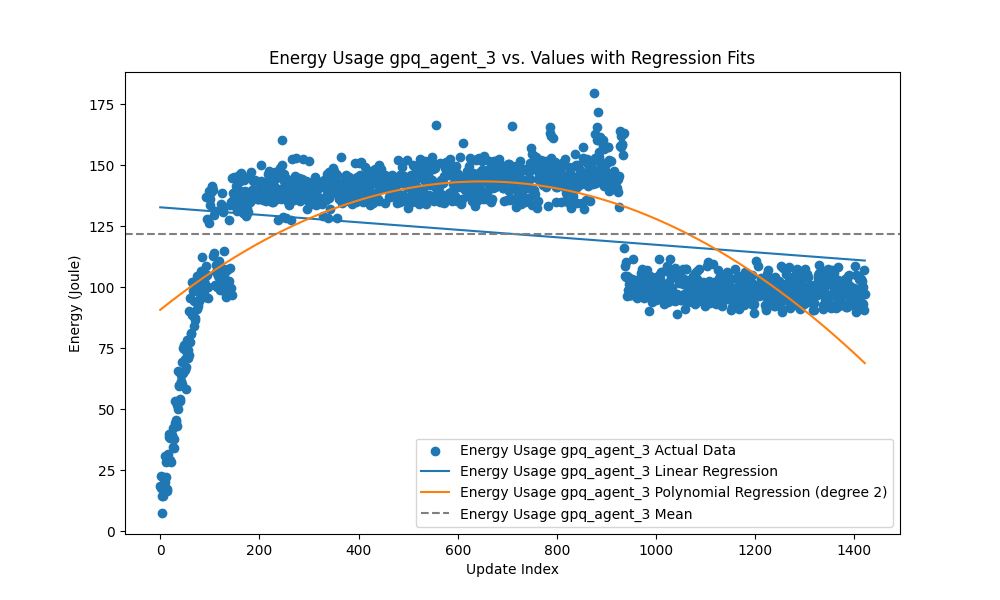 Energy Usage gpq_agent_3 vs. Values with Regression Fits
175
150
125
100
75
50
25
0
Energy (Joule)
0 200 400 600 800 1000 1200 1400
Update Index
Energy Usage gpq_agent_3 Actual Data
Energy Usage gpq_agent_3 Linear Regression
Energy Usage gpq_agent_3 Polynomial Regression (degree 2)
Energy Usage gpq_agent_3 Mean